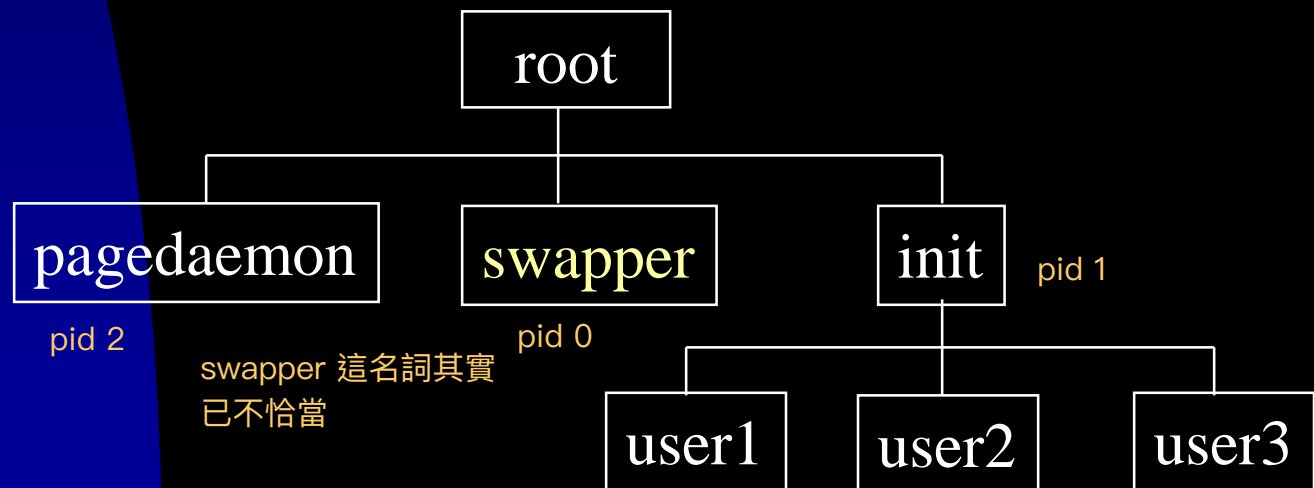 root
pagedaemon
swapper
init
pid 1
pid 2
pid 0
swapper 這名詞其實
已不恰當
user1
user2
user3